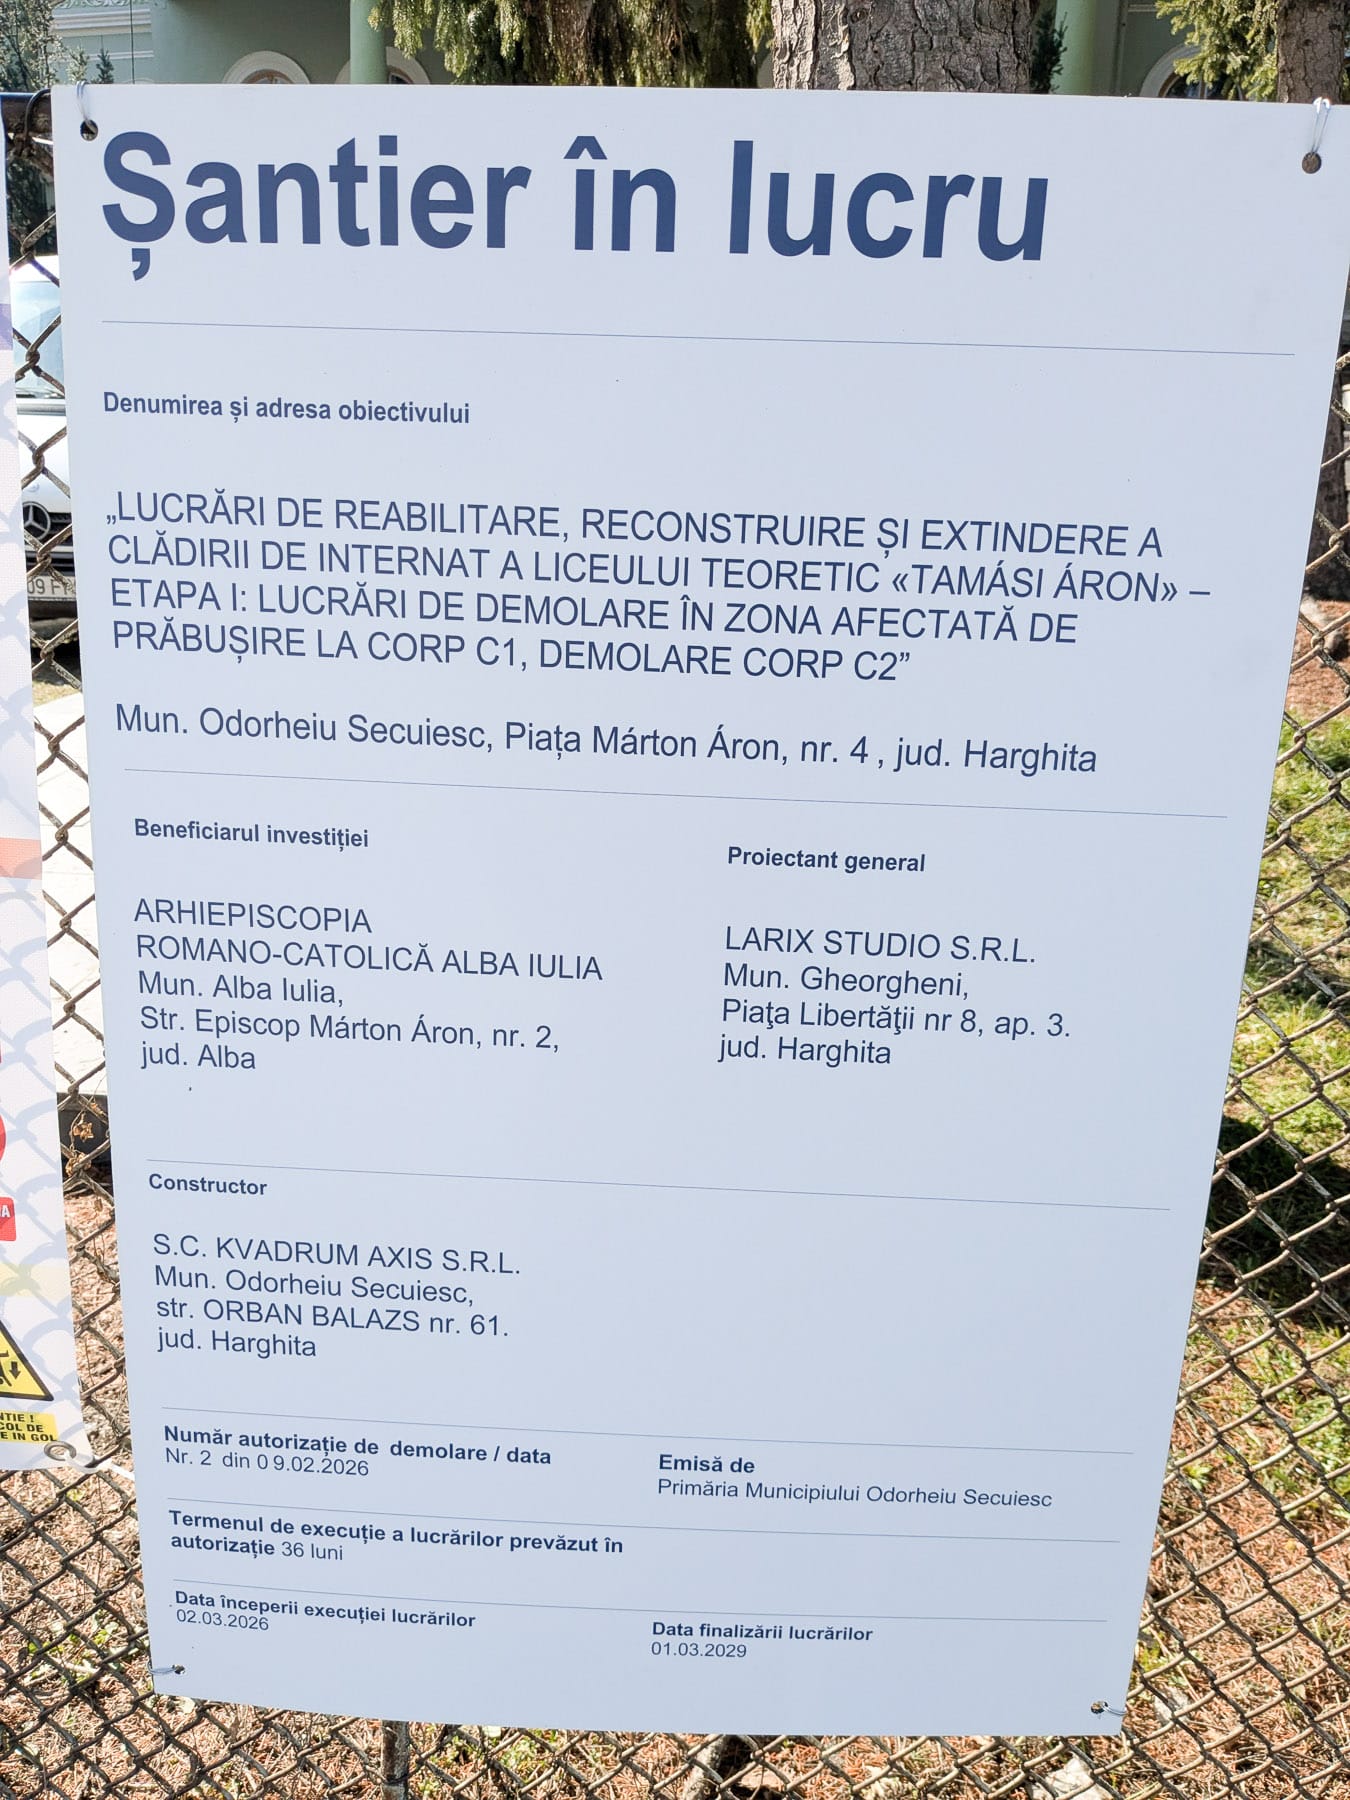 Șantier în lucru
Denumirea și adresa obiectivului
„LUCRĂRI DE REABILITARE, RECONSTRUIRE ȘI EXTINDERE A
CLĂDIRII DE INTERNAT A LICEULUI TEORETIC «TAMÁSI ÁRON» –
ETAPA I: LUCRĂRI DE DEMOLARE ÎN ZONA AFECTATĂ DE
PRĂBUȘIRE LA CORP C1, DEMOLARE CORP C2”
Mun. Odorheiu Secuiesc, Piața Márton Áron, nr. 4 , jud. Harghita
Beneficiarul investiției
ARHIEPISCOPIA
ROMANO-CATOLICĂ ALBA IULIA
Mun. Alba Iulia,
Str. Episcop Márton Áron, nr. 2,
jud. Alba
Proiectant general
LARIX STUDIO S.R.L.
Mun. Gheorgheni,
Piaţa Libertăţii nr 8, ap. 3.
jud. Harghita
Constructor
S.C. KVADRUM AXIS S.R.L.
Mun. Odorheiu Secuiesc,
str. ORBAN BALAZS nr. 61.
jud. Harghita
Număr autorizație de demolare / data
Nr. 2 din 0 9.02.2026
Emisă de
Primăria Municipiului Odorheiu Secuiesc
Termenul de execuție a lucrărilor prevăzut în
autorizație 36 luni
Data începerii execuției lucrărilor
02.03.2026
Data finalizării lucrărilor
01.03.2029
COL DE
E IN GOL